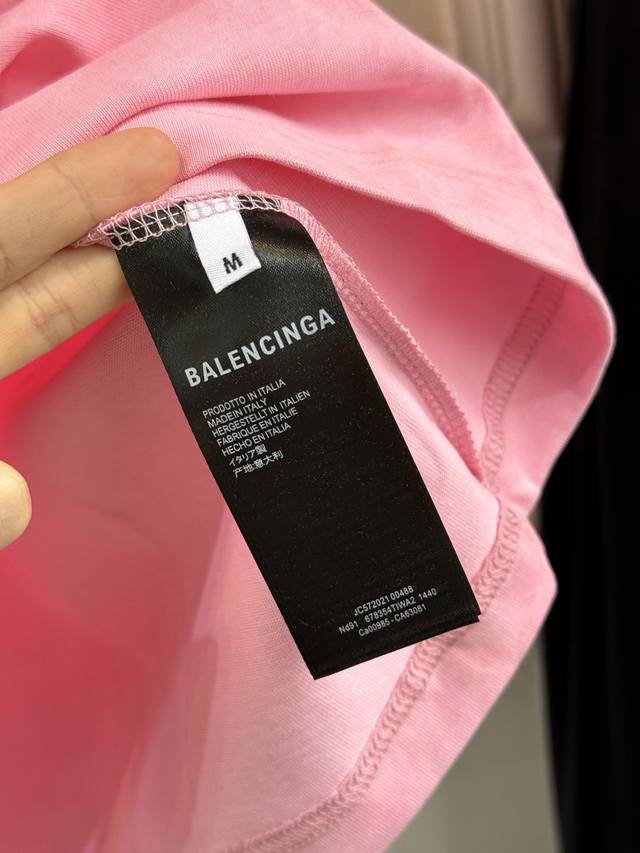 M
BALENCINGA
PRODOTTO IN ITALIA
MADEIN ITALY
HERGESTELLT IN ITALIEN
FABRIQUE EN ITALIE
HECHO EN ITALIA
イタリア製
产地:意大利
JC57202100488
Nd91 678354TIWA2 1440
Ca00985-CA63081